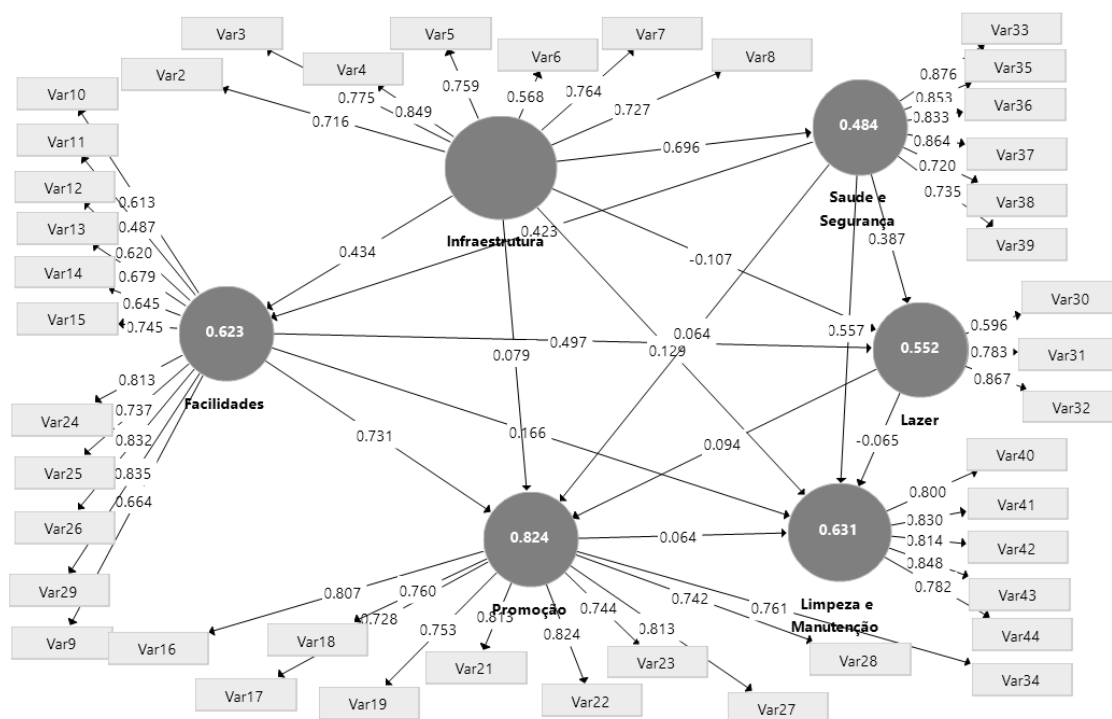 Var3
Var5
Var7
Var33
Var2
Var4
Var6
Var8
0.876
Var35
0.853
Var10
0.775
0.849
0.759
0.568
0.764
0.727
0.833
Var36
0.716
0.484
0.864
Var11
0.696
0.720
Var37
0.735
Var12
Saude e
Segurança
Var38
0.613
Var13
0.487
Infraestrutura
0.423
0.387
Var39
0.620
0.434
-0.107
Var14
0.679
0.645
Var30
Var15
0.745
0.623
0.596
0.497
0.079
0.129
0.064
0.557
0.552
0.783
Var31
0.813
0.867
Var24
0.737
Facilidades
Lazer
Var32
0.832
0.731
0.166
0.094
-0.065
Var25
0.835
Var40
0.664
0.800
Var26
Var41
0.830
0.824
0.064
0.631
0.814
Var42
0.848
Var29
0.807
0.760
0.782
Var43
Promoção
0.744
0.742
0.761
Limpeza e
Manutenção
0.728
0.813
Var9
Var16
Var18
0.753
0.824
0.813
Var44
Var21
Var23
Var28
Var34
Var17
Var19
Var22
Var27